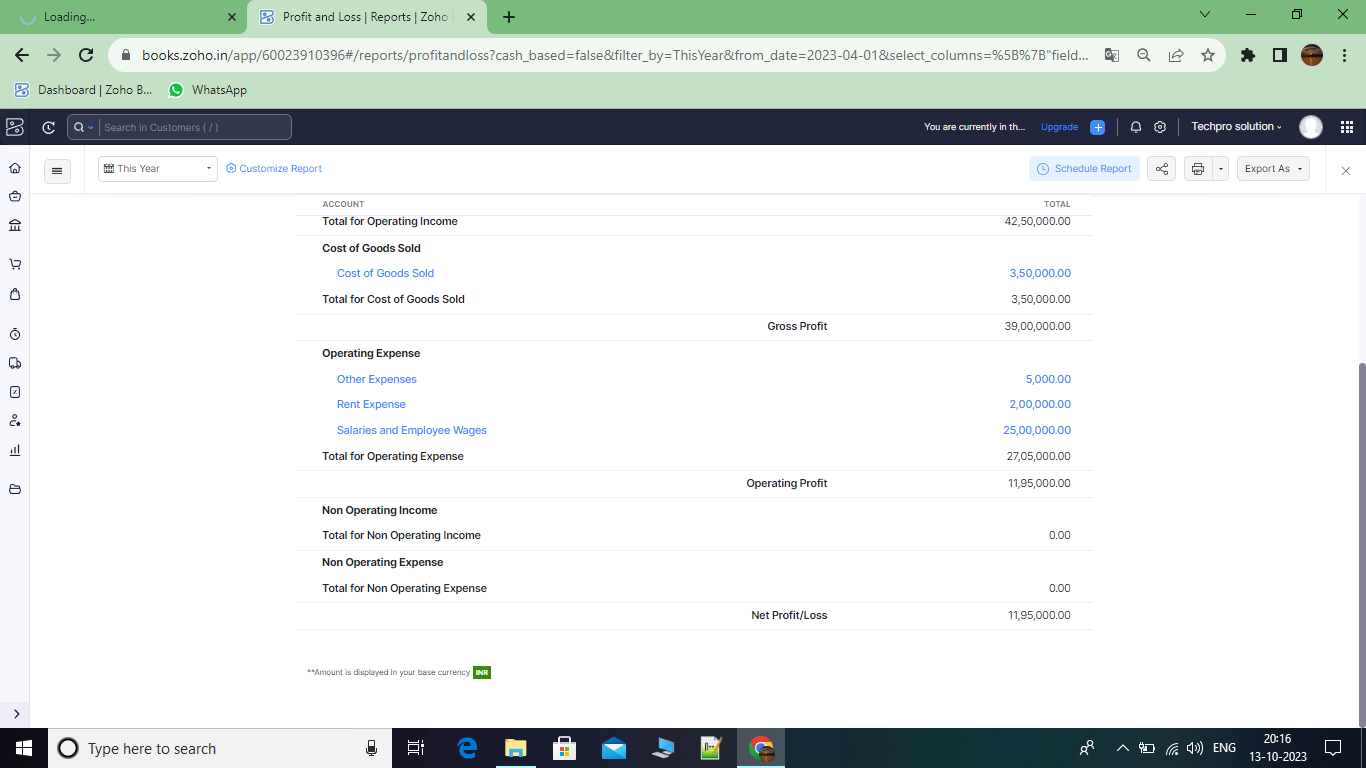 Loading...
Profit and Loss | Reports | Zoho
books.zoho.in/app/60023910396#/reports/profitandloss?cash_based=false&filter_by=ThisYear&from_date=2023-04-01&select_columns=%5B%7B"field...
Dashboard | Zoho B... WhatsApp
Search in Customers ( / ) You are currently in th... Upgrade Techpro solution
This Year Customize Report Schedule Report Export As
ACCOUNT TOTAL
Total for Operating Income 42,50,000.00
Cost of Goods Sold
Cost of Goods Sold 3,50,000.00
Total for Cost of Goods Sold 3,50,000.00
Gross Profit 39,00,000.00
Operating Expense
Other Expenses 5,000.00
Rent Expense 2,00,000.00
Salaries and Employee Wages 25,00,000.00
Total for Operating Expense 27,05,000.00
Operating Profit 11,95,000.00
Non Operating Income
Total for Non Operating Income 0.00
Non Operating Expense
Total for Non Operating Expense 0.00
Net Profit/Loss 11,95,000.00
**Amount is displayed in your base currency INR
Type here to search ENG 20:16
13-10-2023